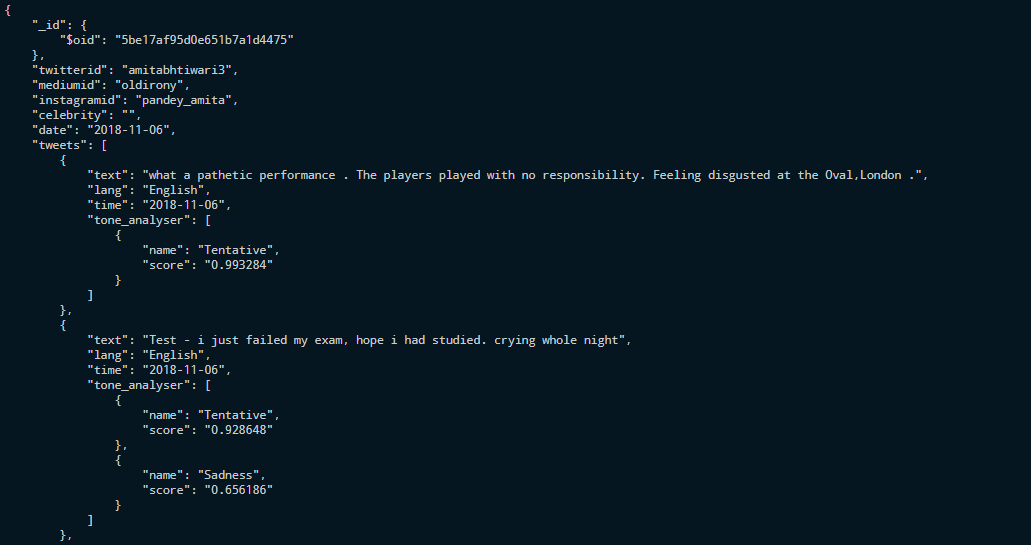 {
"_id": {
"$oid": "5be17af95d0e651b7a1d4475"
},
"twitterid": "amitabhtiwari3",
"mediumid": "oldirony",
"instagramid": "pandey_amita",
"celebrity": "",
"date": "2018-11-06",
"tweets": [
{
"text": "what a pathetic performance . The players played with no responsibility. Feeling disgusted at the Oval,London .",
"lang": "English",
"time": "2018-11-06",
"tone_analyser": [
{
"name": "Tentative",
"score": "0.993284"
}
]
},
{
"text": "Test - i just failed my exam, hope i had studied. crying whole night",
"lang": "English",
"time": "2018-11-06",
"tone_analyser": [
{
"name": "Tentative",
"score": "0.928648"
},
{
"name": "Sadness",
"score": "0.656186"
}
]
},